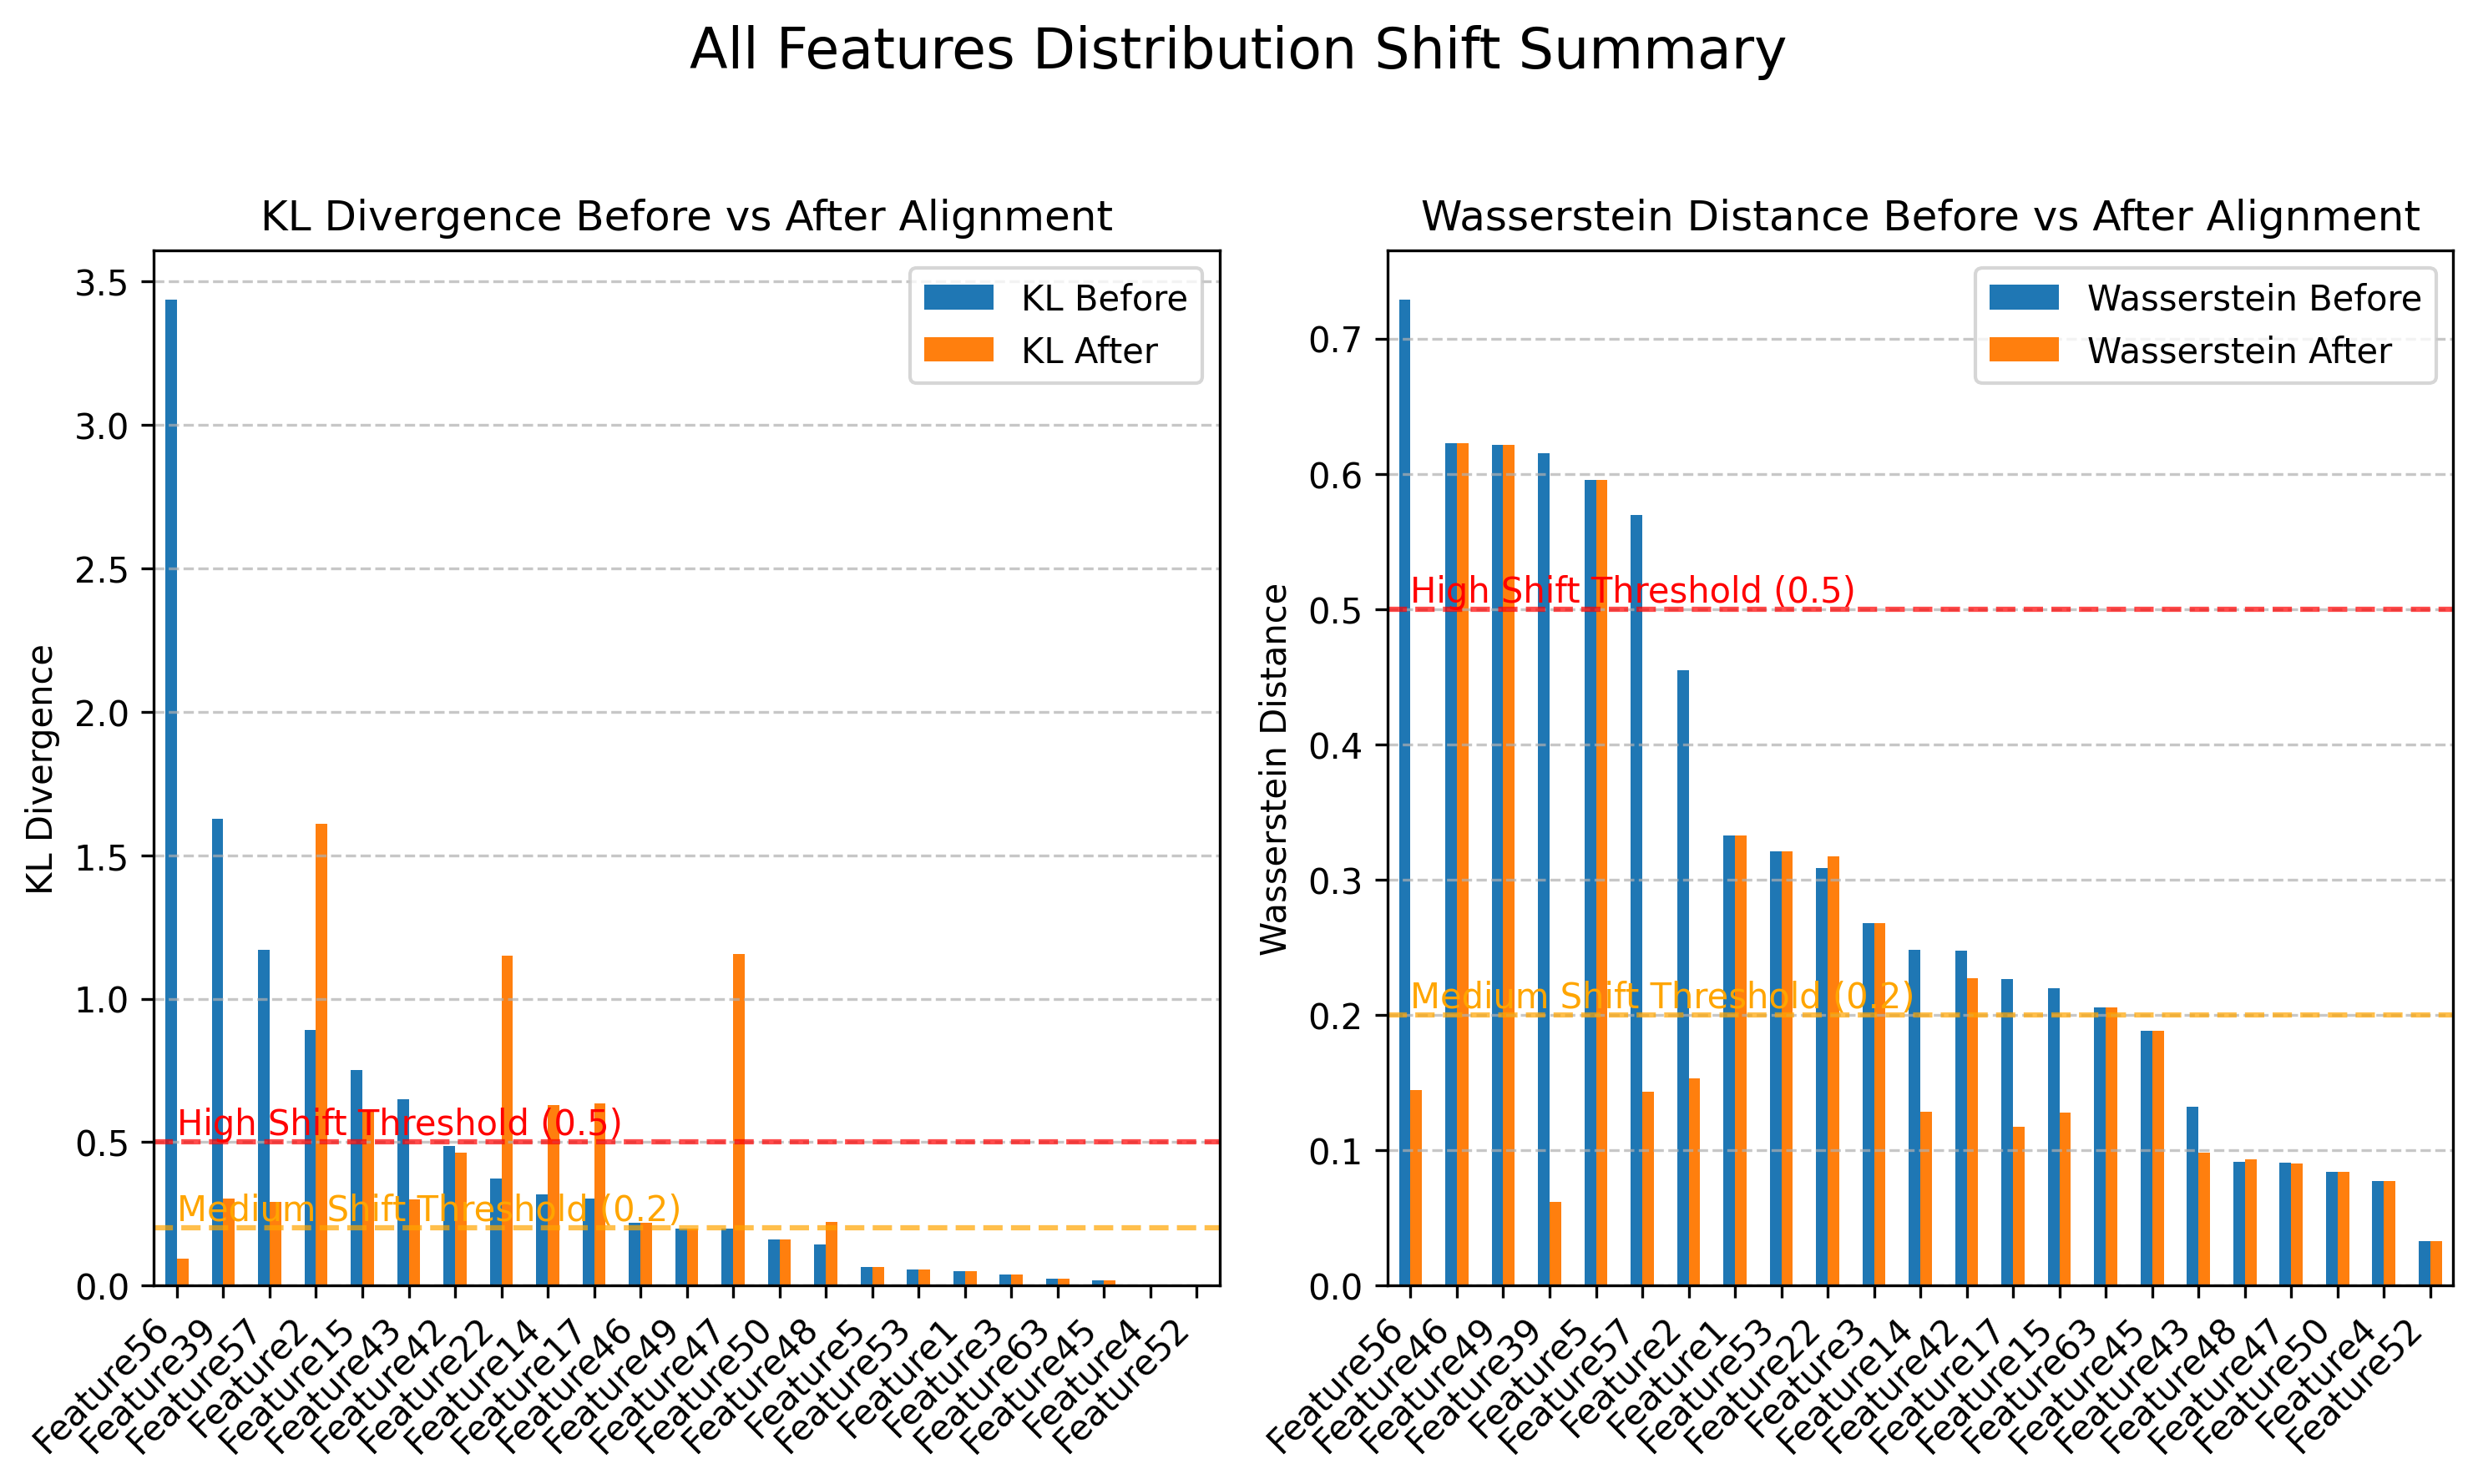 All Features Distribution Shift Summary
KL Divergence Before vs After Alignment
KL Divergence
3.5
3.0
2.5
2.0
1.5
1.0
0.5
0.0
KL Before
KL After
High Shift Threshold (0.5)
Medium Shift Threshold (0.2)
Feature56
Feature39
Feature57
Feature2
Feature15
Feature43
Feature42
Feature22
Feature14
Feature17
Feature46
Feature49
Feature47
Feature50
Feature48
Feature5
Feature53
Feature1
Feature3
Feature63
Feature45
Feature4
Feature52
Wasserstein Distance Before vs After Alignment
Wasserstein Distance
0.7
0.6
0.5
0.4
0.3
0.2
0.1
0.0
Wasserstein Before
Wasserstein After
High Shift Threshold (0.5)
Medium Shift Threshold (0.2)
Feature56
Feature46
Feature49
Feature39
Feature5
Feature57
Feature2
Feature1
Feature53
Feature22
Feature3
Feature14
Feature42
Feature17
Feature15
Feature63
Feature45
Feature43
Feature48
Feature47
Feature50
Feature4
Feature52